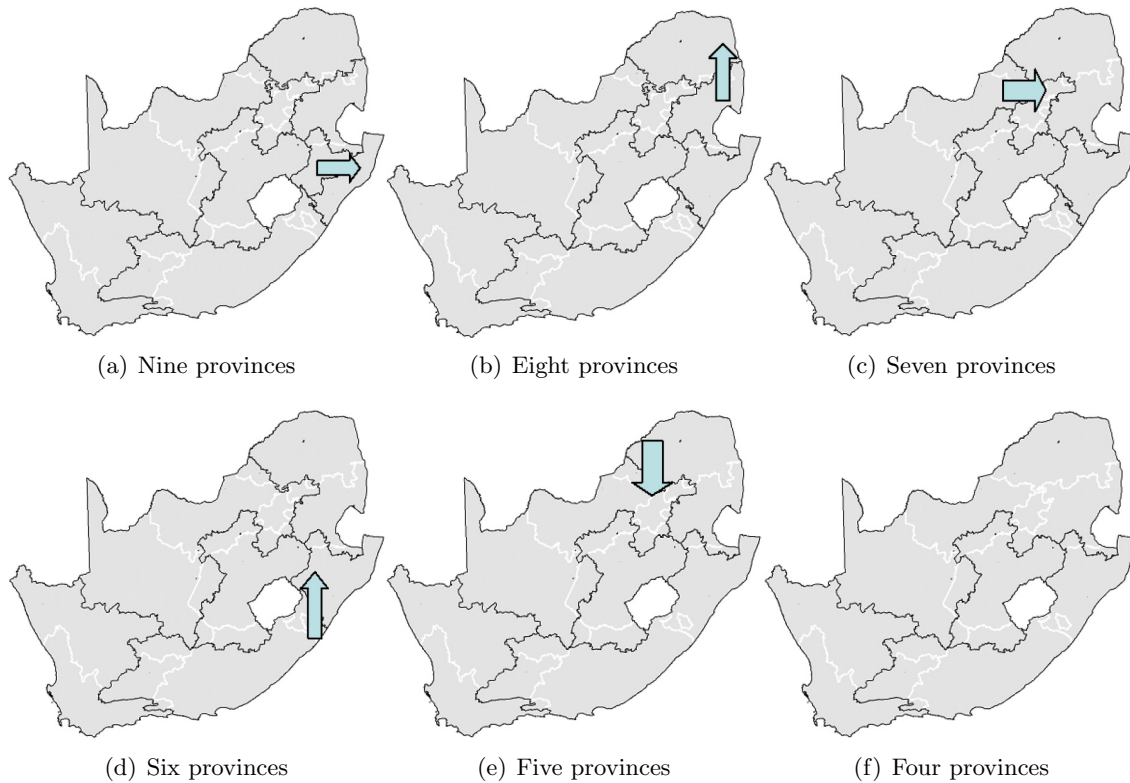 (a) Nine provinces
(b) Eight provinces
(c) Seven provinces
(d) Six provinces
(e) Five provinces
(f) Four provinces